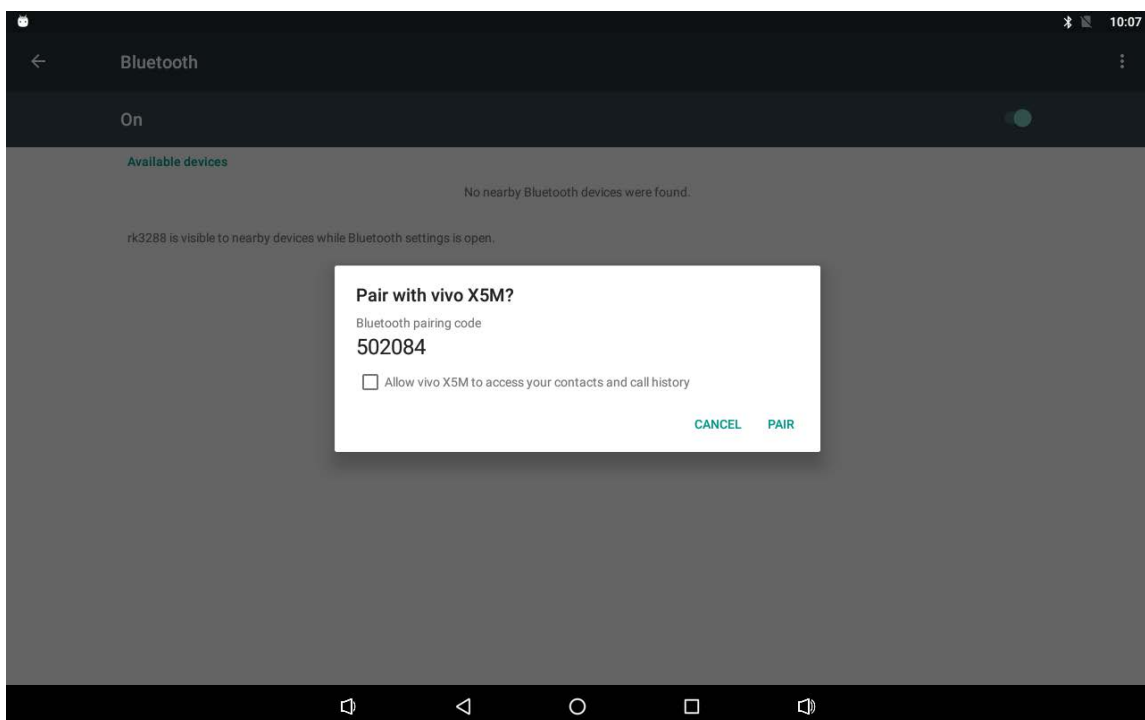 10:07
Bluetooth
On
Available devices
No nearby Bluetooth devices were found.
rk3288 is visible to nearby devices while Bluetooth settings is open.
Pair with vivo X5M?
Bluetooth pairing code
502084
Allow vivo X5M to access your contacts and call history
CANCEL PAIR